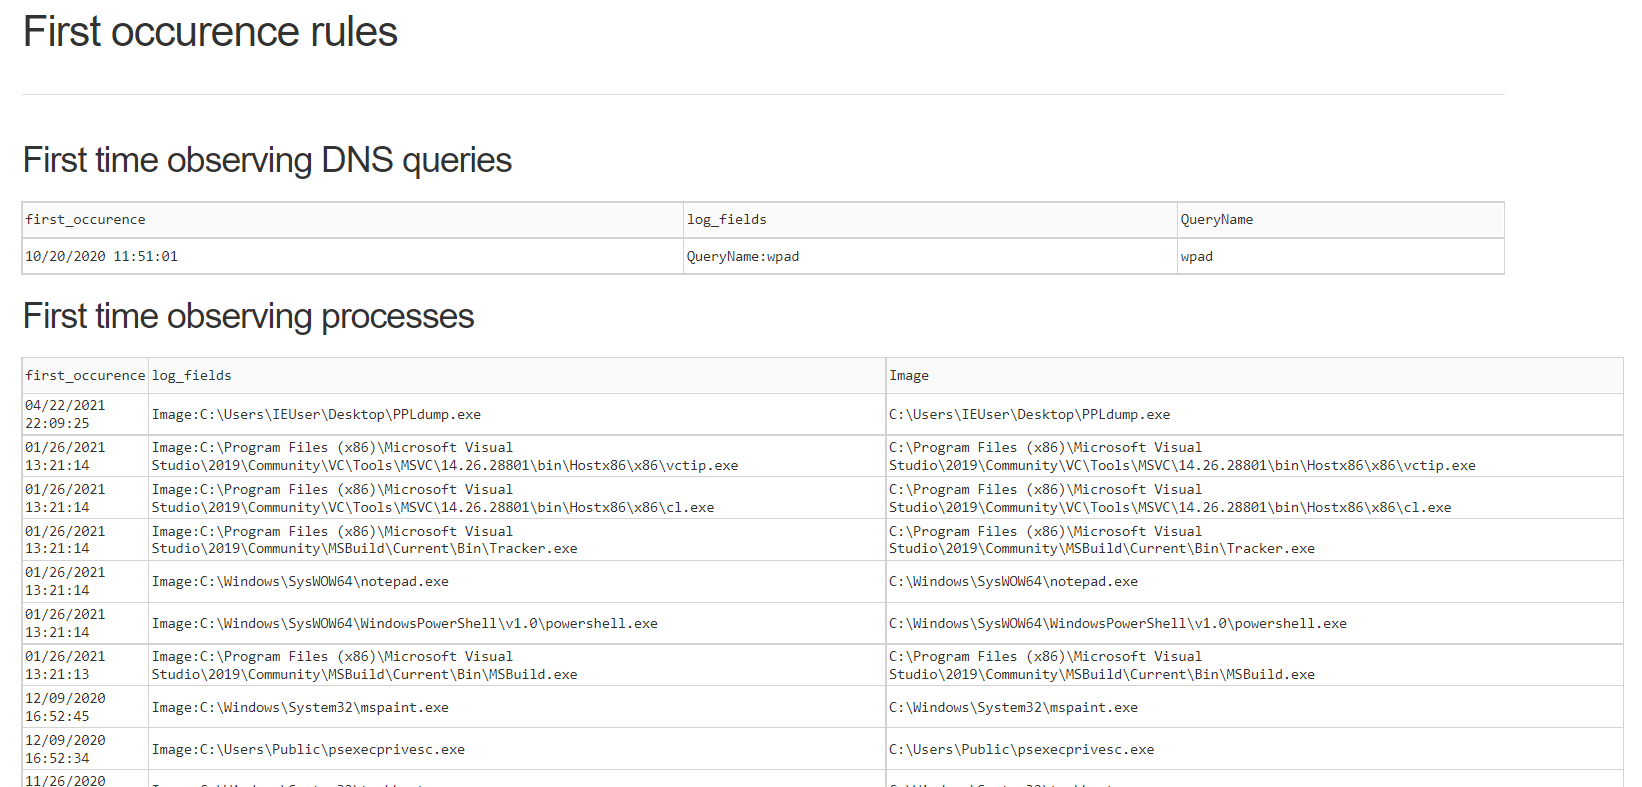 First occurence rules
First time observing DNS queries
first_occurence log_fields QueryName
10/20/2020 11:51:01 QueryName:wpad wpad
First time observing processes
first_occurence log_fields Image
04/22/2021
22:09:25
Image:C:\Users\IEUser\Desktop\PPLdump.exe
C:\Users\IEUser\Desktop\PPLdump.exe
01/26/2021
13:21:14
Image:C:\Program Files (x86)\Microsoft Visual
Studio\2019\Community\VC\Tools\MSVC\14.26.28801\bin\Hostx86\x86\vctip.exe
C:\Program Files (x86)\Microsoft Visual
Studio\2019\Community\VC\Tools\MSVC\14.26.28801\bin\Hostx86\x86\vctip.exe
01/26/2021
13:21:14
Image:C:\Program Files (x86)\Microsoft Visual
Studio\2019\Community\VC\Tools\MSVC\14.26.28801\bin\Hostx86\x86\cl.exe
C:\Program Files (x86)\Microsoft Visual
Studio\2019\Community\VC\Tools\MSVC\14.26.28801\bin\Hostx86\x86\cl.exe
01/26/2021
13:21:14
Image:C:\Program Files (x86)\Microsoft Visual
Studio\2019\Community\MSBuild\Current\Bin\Tracker.exe
C:\Program Files (x86)\Microsoft Visual
Studio\2019\Community\MSBuild\Current\Bin\Tracker.exe
01/26/2021
13:21:14
Image:C:\Windows\SysWOW64\notepad.exe
C:\Windows\SysWOW64\notepad.exe
01/26/2021
13:21:14
Image:C:\Windows\SysWOW64\WindowsPowerShell\v1.0\powershell.exe
C:\Windows\SysWOW64\WindowsPowerShell\v1.0\powershell.exe
01/26/2021
13:21:13
Image:C:\Program Files (x86)\Microsoft Visual
Studio\2019\Community\MSBuild\Current\Bin\MSBuild.exe
C:\Program Files (x86)\Microsoft Visual
Studio\2019\Community\MSBuild\Current\Bin\MSBuild.exe
12/09/2020
16:52:45
Image:C:\Windows\System32\mspaint.exe
C:\Windows\System32\mspaint.exe
12/09/2020
16:52:34
Image:C:\Users\Public\psexecprivesc.exe
C:\Users\Public\psexecprivesc.exe
11/26/2020